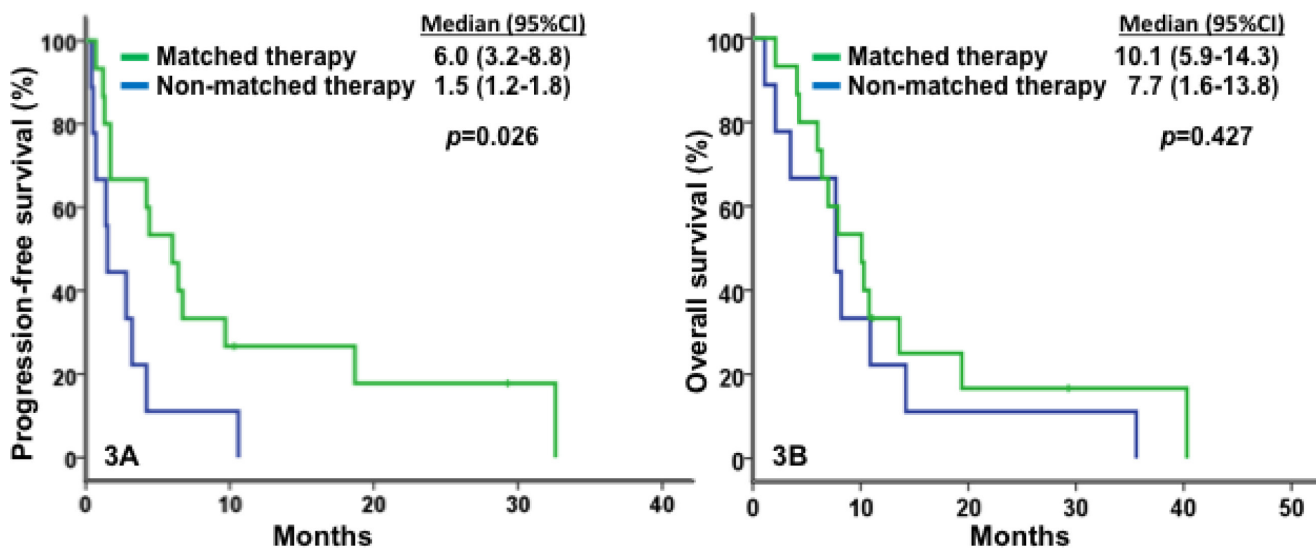 Median (95%CI)
Matched therapy 6.0 (3.2-8.8)
Non-matched therapy 1.5 (1.2-1.8)
p=0.026
Progression-free survival (%)
100
80
60
40
20
0
3A
0 10 20 30 40
Months
Median (95%CI)
Matched therapy 10.1 (5.9-14.3)
Non-matched therapy 7.7 (1.6-13.8)
p=0.427
Overall survival (%)
100
80
60
40
20
0
3B
0 10 20 30 40 50
Months